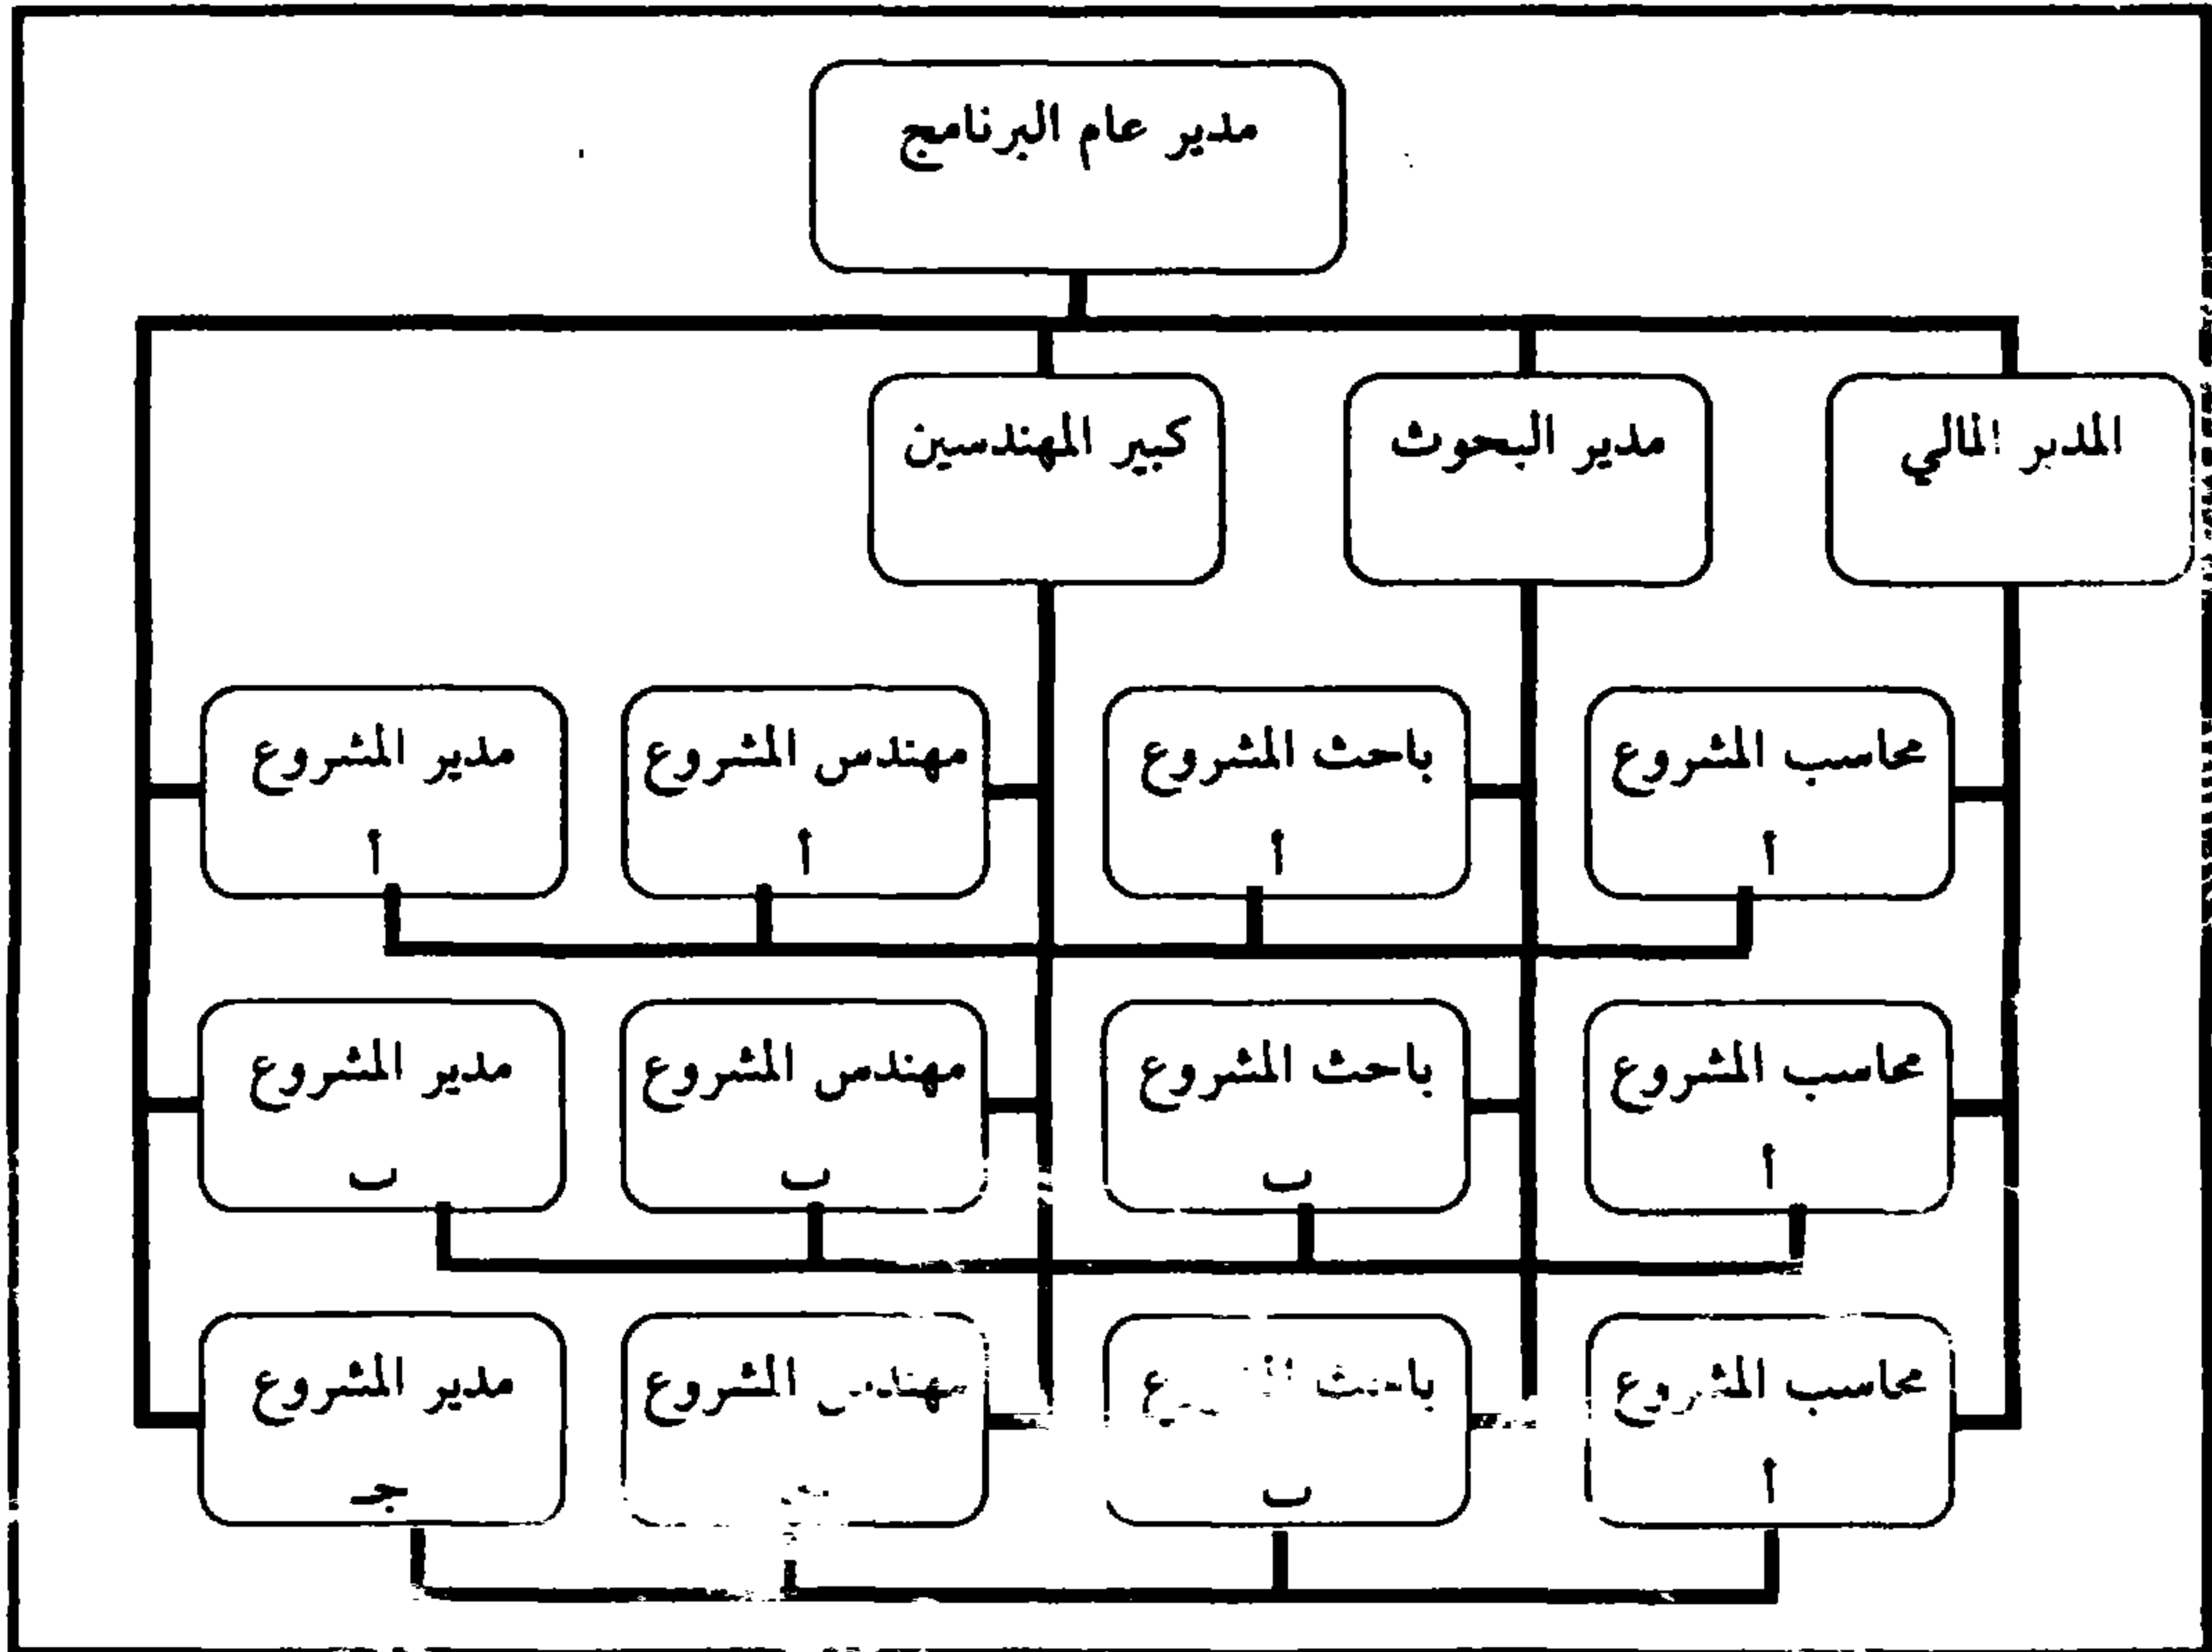 مدير عام البرنامج
المدير المالي
مدير البحوث
كبير المهندسين
محاسب المشروع
أ
باحث المشروع
أ
مهندس المشروع
أ
مدير المشروع
أ
محاسب المشروع
أ
باحث المشروع
ب
مهندس المشروع
ب
مدير المشروع
ب
محاسب المشروع
أ
باحث
ب
مهندس المشروع
مدير المشروع
جـ